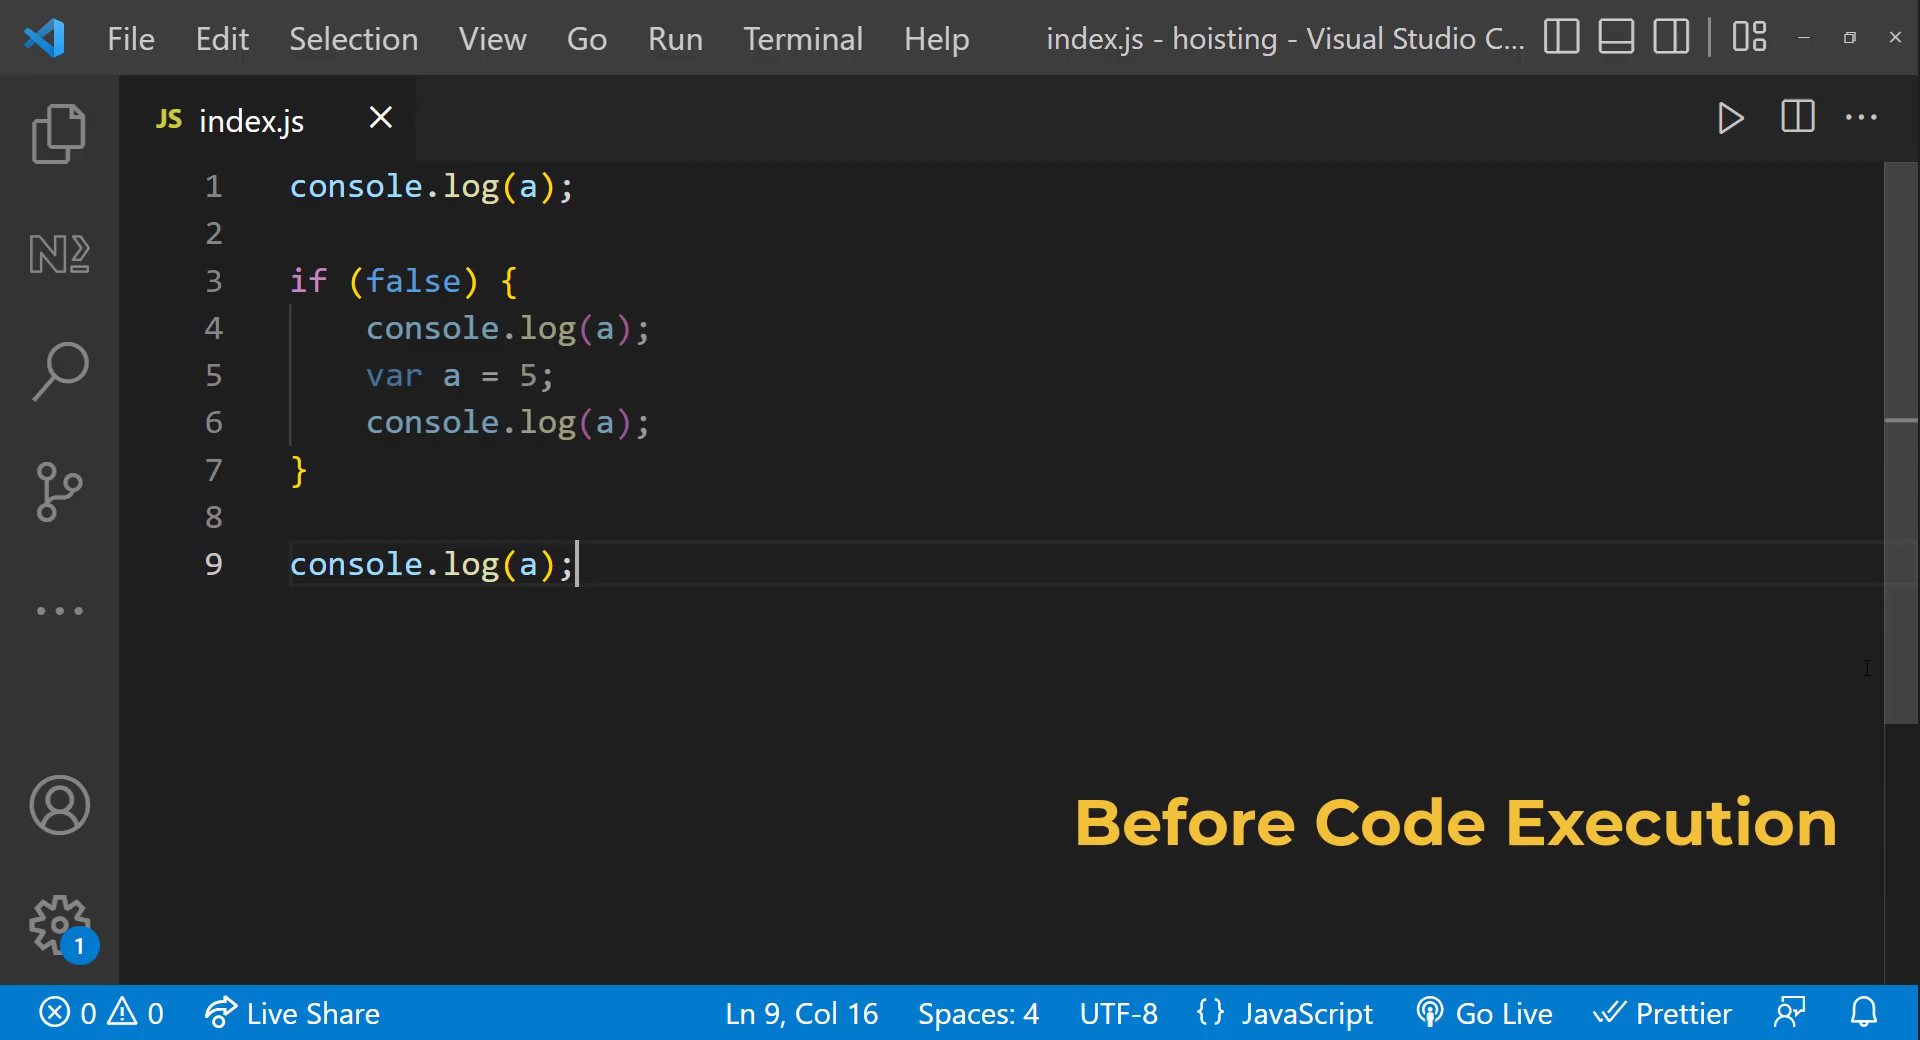 File Edit Selection View Go Run Terminal Help index.js - hoisting - Visual Studio C...
JS index.js
1 console.log(a);
2
3 if (false) {
4     console.log(a);
5     var a = 5;
6     console.log(a);
7 }
8
9 console.log(a);
Before Code Execution
1
0 0 Live Share Ln 9, Col 16 Spaces: 4 UTF-8 {} JavaScript Go Live Prettier